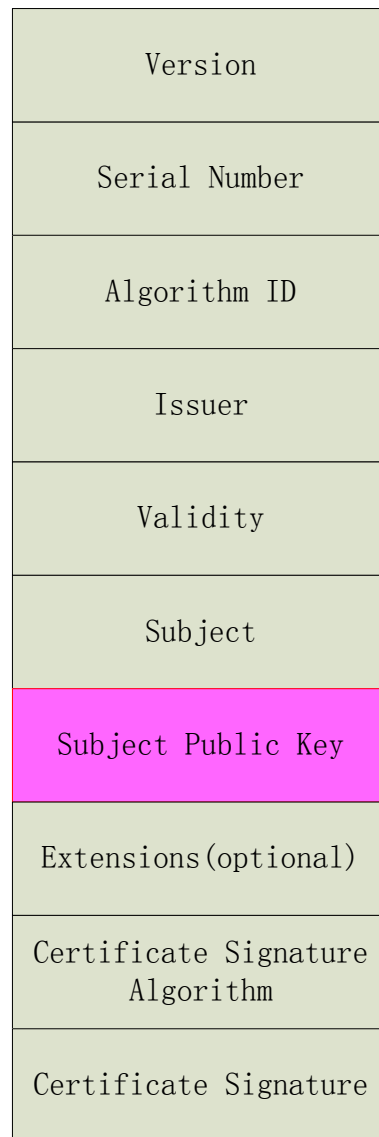 Version
Serial Number
Algorithm ID
Issuer
Validity
Subject
Subject Public Key
Extensions(optional)
Certificate Signature
Algorithm
Certificate Signature